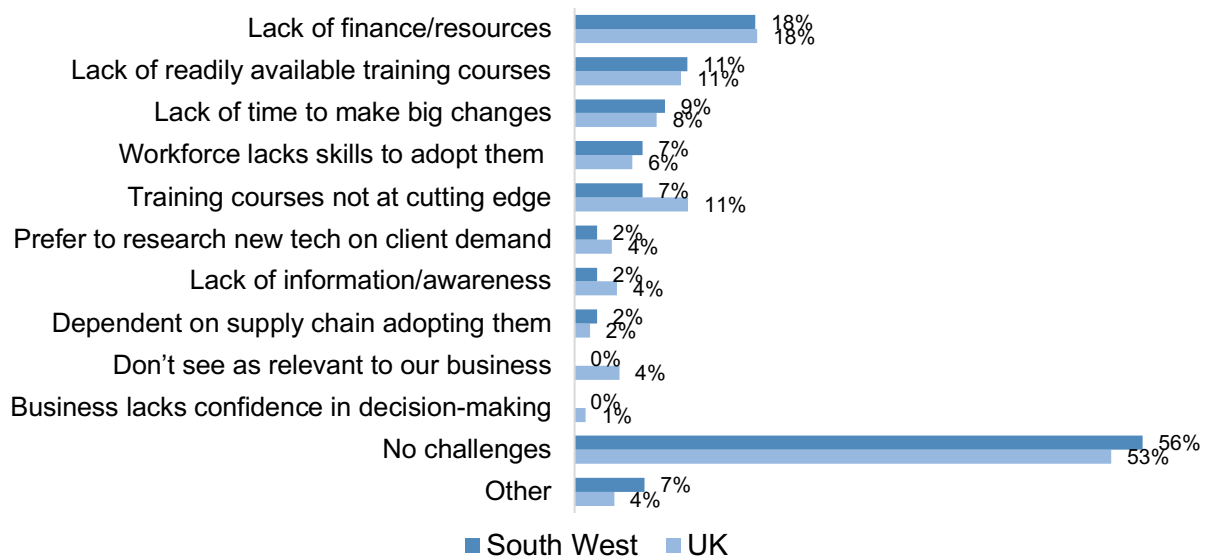 Lack of finance/resources 18% 18%
Lack of readily available training courses 11% 11%
Lack of time to make big changes 9% 8%
Workforce lacks skills to adopt them 7% 6%
Training courses not at cutting edge 7% 11%
Prefer to research new tech on client demand 2% 4%
Lack of information/awareness 2% 4%
Dependent on supply chain adopting them 2% 2%
Don’t see as relevant to our business 0% 4%
Business lacks confidence in decision-making 0% 1%
No challenges 56% 53%
Other 7% 4%
South West UK